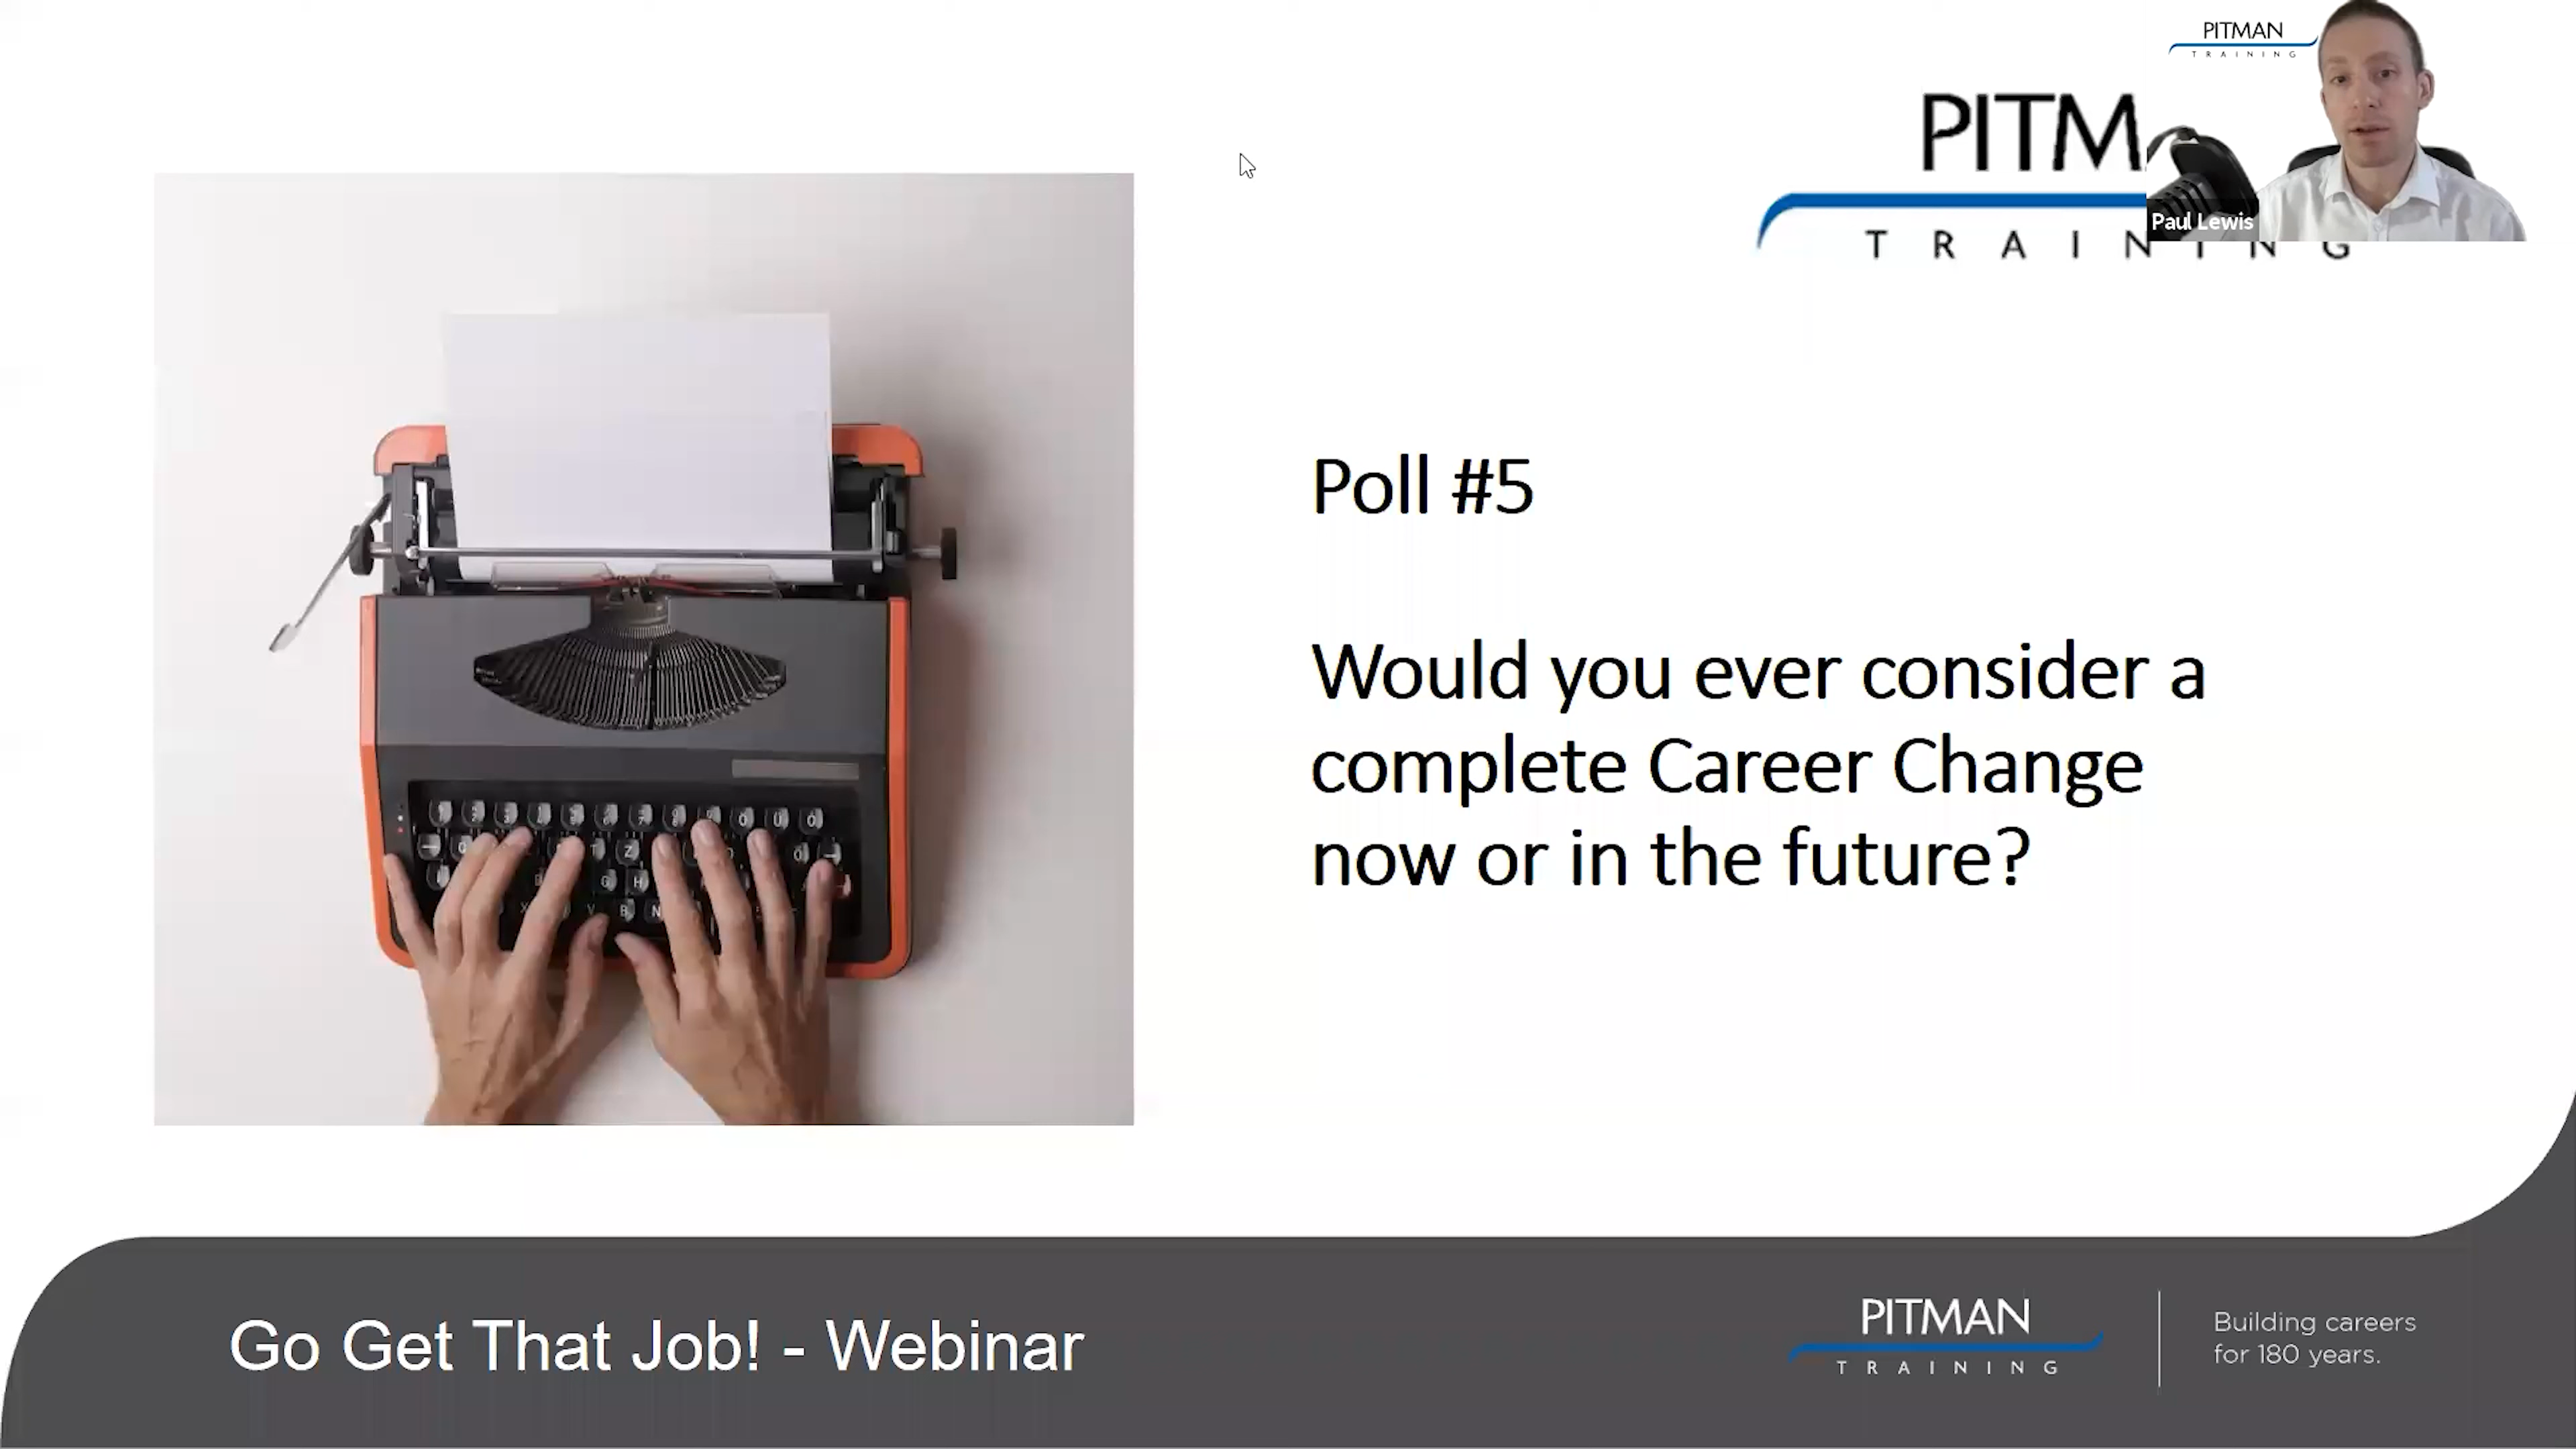 PITMAN
TRAINING
PITM
TRAINING
Paul Lewis
Poll #5
Would you ever consider a
complete Career Change
now or in the future?
Go Get That Job! - Webinar
PITMAN
TRAINING
Building careers
for 180 years.